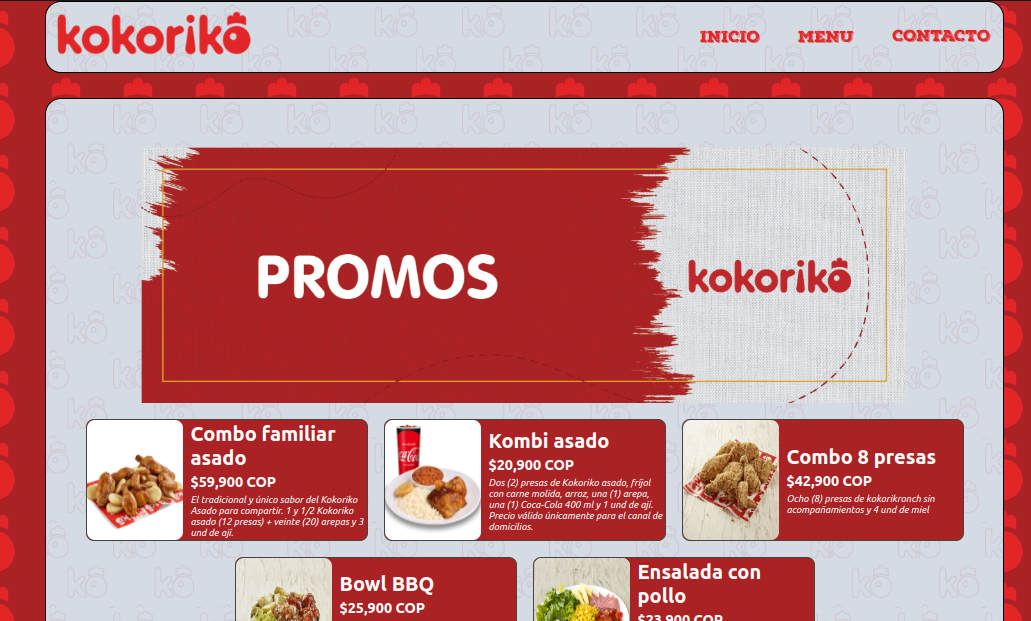 kokoriko
INICIO MENU CONTACTO
PROMOS
kokoriko
Combo familiar
asado
$59,900 COP
El tradicional y único sabor del Kokoriko
Asado para compartir. 1 y 1/2 Kokoriko
asado (12 presas) + veinte (20) arepas y 3
und de ají.
Kombi asado
$20,900 COP
Dos (2) presas de Kokoriko asado, frijol
con carne molida, arroz, una (1) arepa,
una (1) Coca-Cola 400 ml y 1 und de ají.
Precio válido únicamente para el canal de
domicilios.
Combo 8 presas
$42,900 COP
Ocho (8) presas de kokorikronch sin
acompañamientos y 4 und de miel
Bowl BBQ
$25,900 COP
Ensalada con
pollo
$23,900 COP